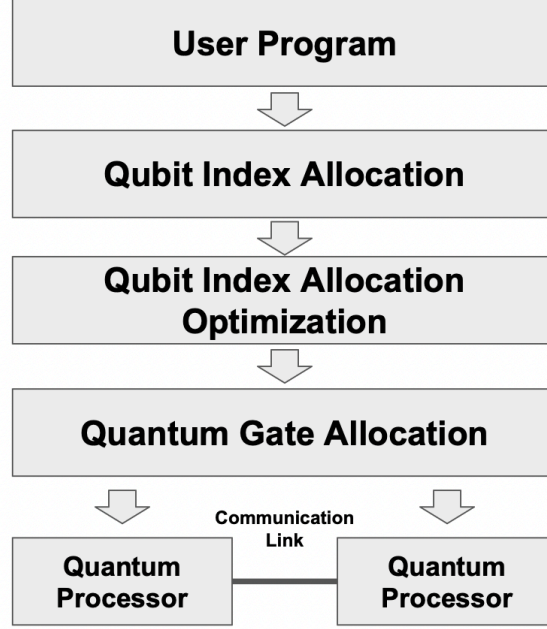 User Program
Qubit Index Allocation
Qubit Index Allocation
Optimization
Quantum Gate Allocation
Communication
Link
Quantum
Processor
Quantum
Processor